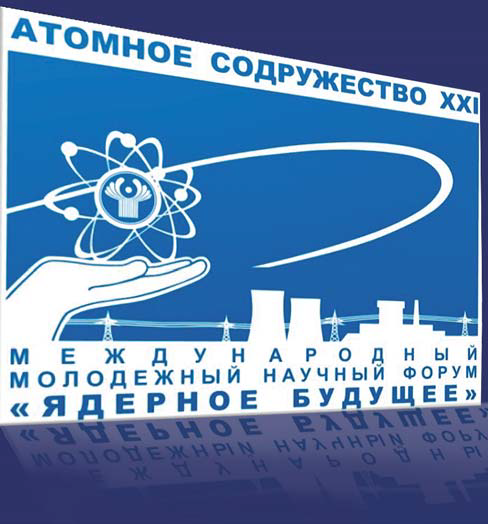 АТОМНОЕ СОДРУЖЕСТВО XXI
МЕЖДУНАРОДНЫЙ
МОЛОДЕЖНЫЙ НАУЧНЫЙ ФОРУМ
«ЯДЕРНОЕ БУДУЩЕЕ»